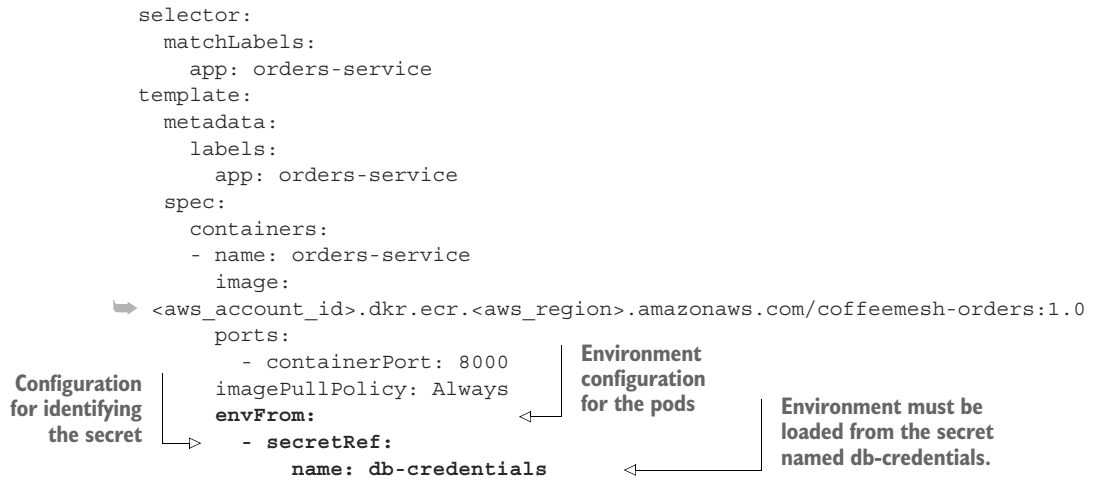 selector:
  matchLabels:
    app: orders-service
template:
  metadata:
    labels:
      app: orders-service
  spec:
    containers:
    - name: orders-service
      image:
➥ <aws_account_id>.dkr.ecr.<aws_region>.amazonaws.com/coffeemesh-orders:1.0
      ports:
        - containerPort: 8000
      imagePullPolicy: Always
      envFrom:
        - secretRef:
            name: db-credentials
Configuration
for identifying
the secret
Environment
configuration
for the pods
Environment must be
loaded from the secret
named db-credentials.